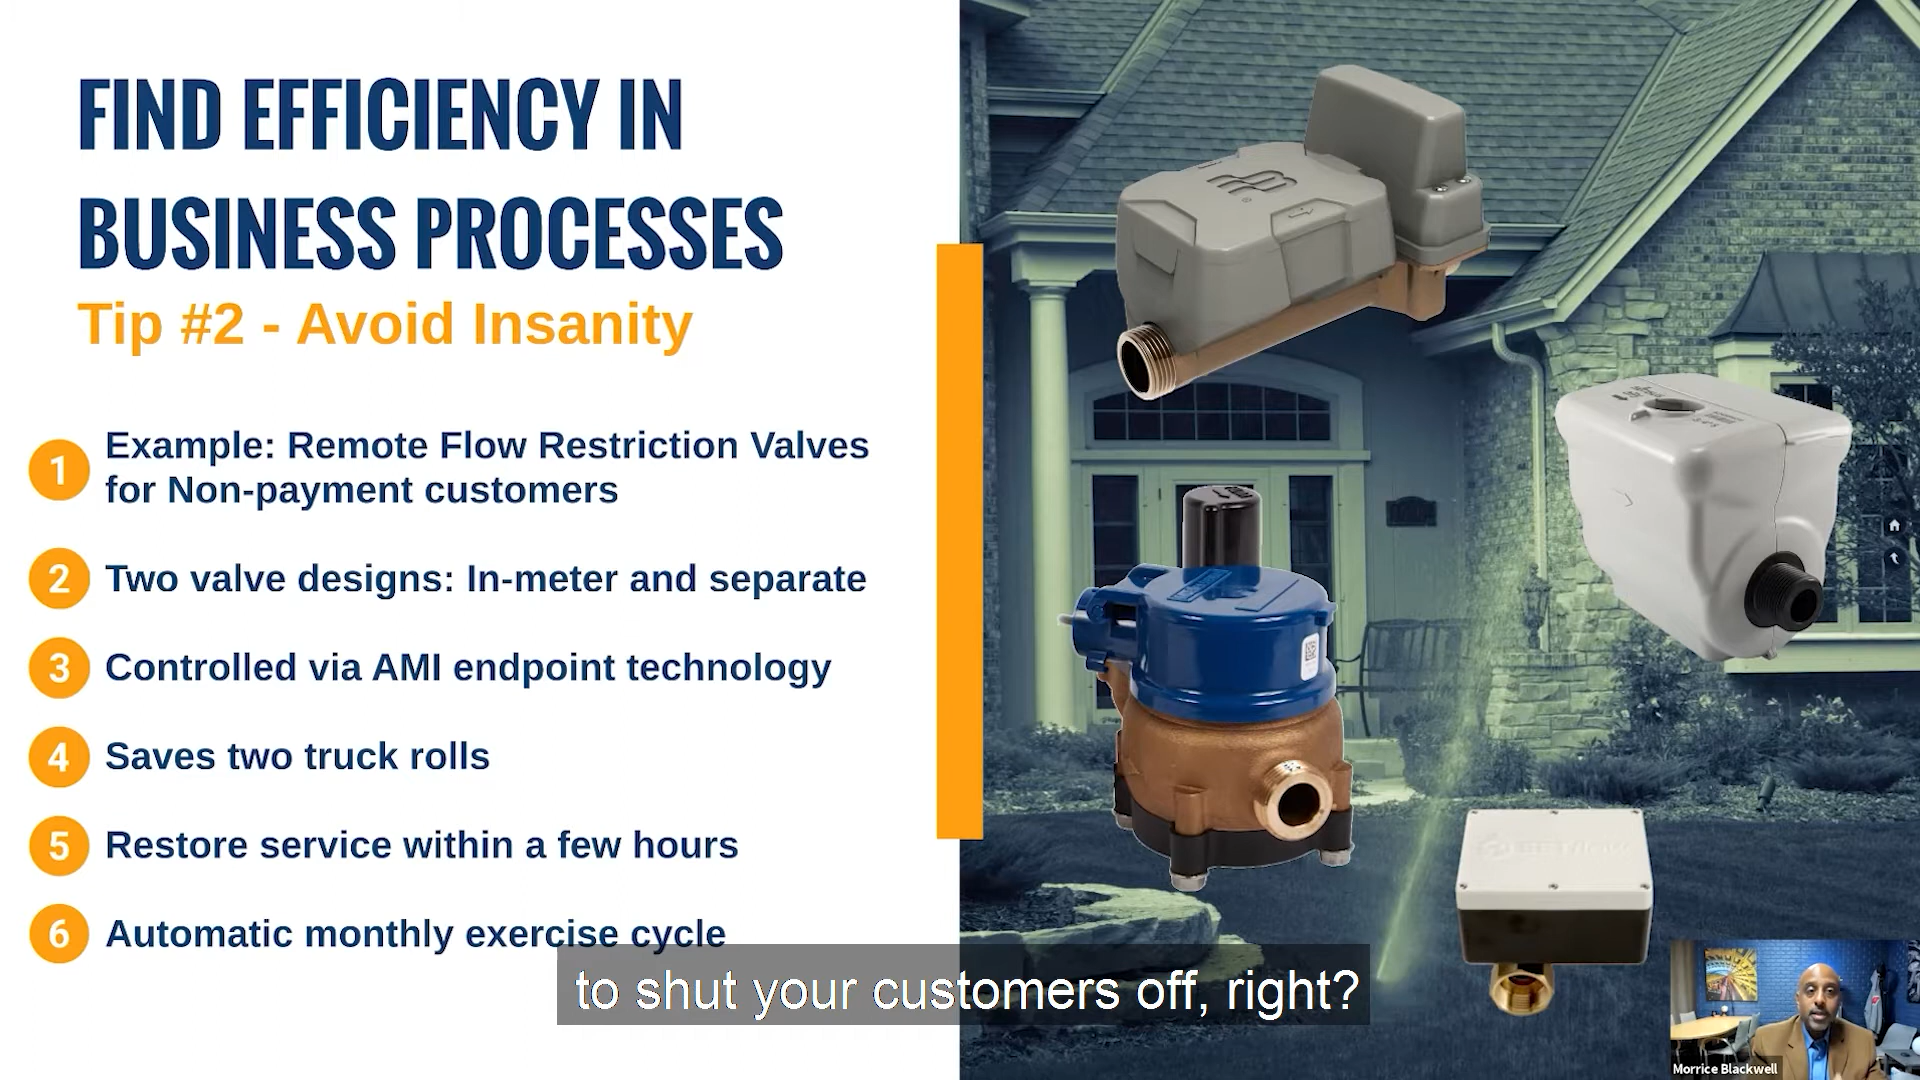 FIND EFFICIENCY IN
BUSINESS PROCESSES
Tip #2 - Avoid Insanity
1 Example: Remote Flow Restriction Valves
for Non-payment customers
2 Two valve designs: In-meter and separate
3 Controlled via AMI endpoint technology
4 Saves two truck rolls
5 Restore service within a few hours
6 Automatic monthly exercise cycle
to shut your customers off, right?
Morrice Blackwell